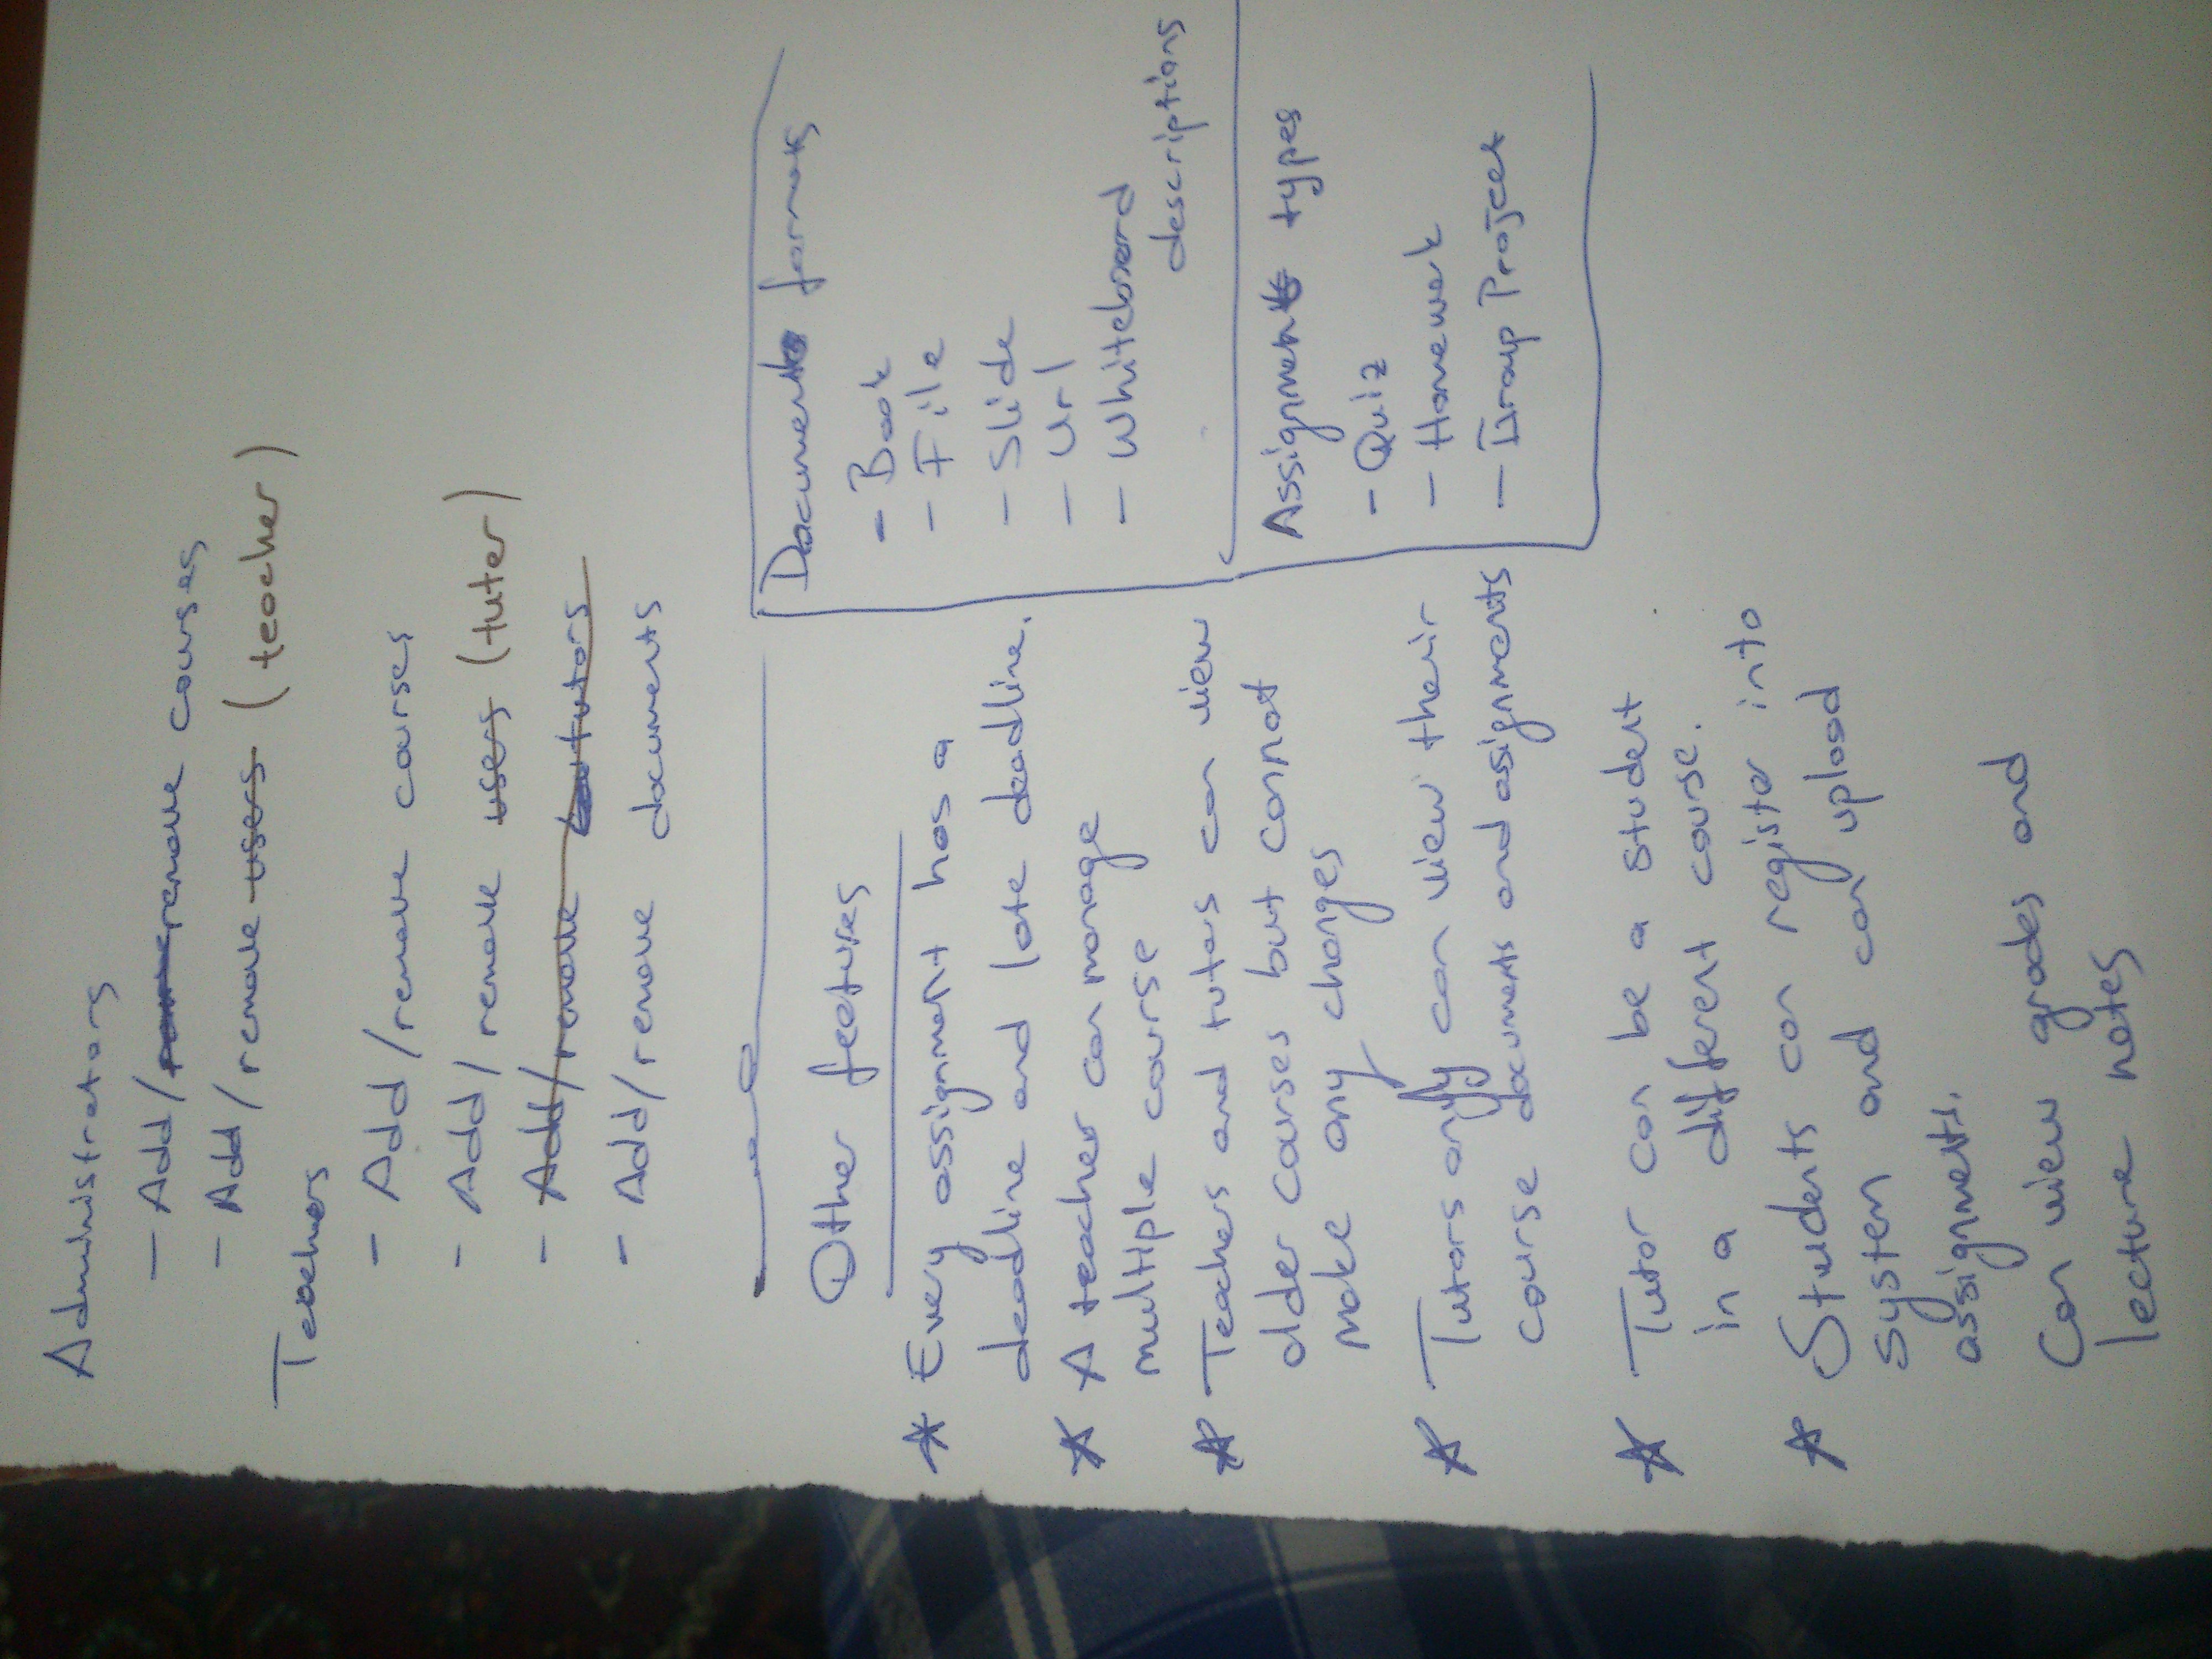 Administrators
- Add/remove courses
- Add/remove users (teacher)
Teachers
- Add/remove courses
- Add/remove users (tuter)
- Add/remove tutors
- Add/remove documents
Other features
* Every assignment has a
deadline and late deadline.
* A teacher can manage
multiple course
* Teachers and tutors can view
older courses but cannot
make any changes
* Tutors only can view their
course documents and assignments
* Tutor can be a student
in a different course.
* Students can register into
system and can upload
assignments.
Can view grades and
lecture notes
Document formats
- Book
- File
- Slide
- Url
- Whiteboard
descriptions
Assignment types
- Quiz
- Homework
- Group Project